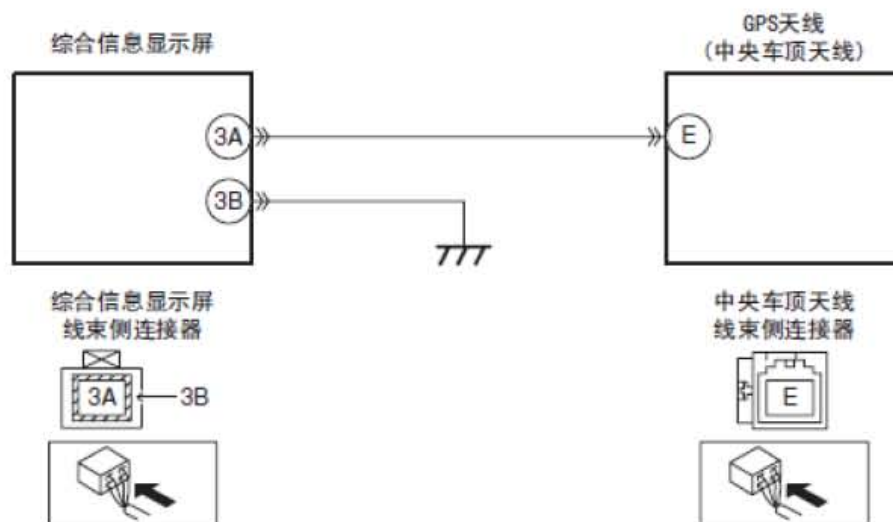 综合信息显示屏
GPS天线
(中央车顶天线)
3A
E
3B
综合信息显示屏
线束侧连接器
中央车顶天线
线束侧连接器
3A
3B
E